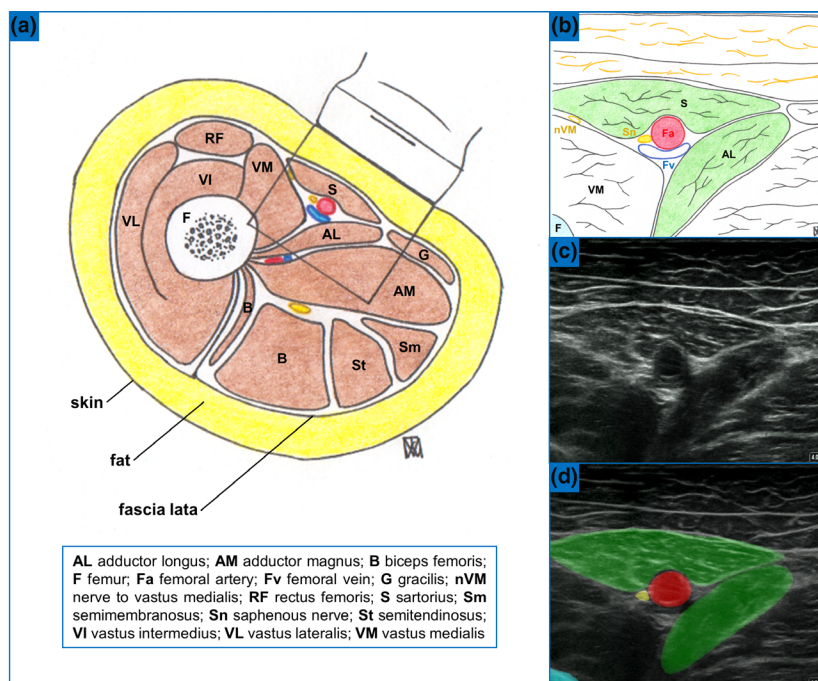 (a)
RF
VI
VM
VL
F
S
AL
G
AM
B
B
St
Sm
skin
fat
fascia lata
AL adductor longus; AM adductor magnus; B biceps femoris;
F femur; Fa femoral artery; Fv femoral vein; G gracilis; nVM
nerve to vastus medialis; RF rectus femoris; S sartorius; Sm
semimembranosus; Sn saphenous nerve; St semitendinosus;
VI vastus intermedius; VL vastus lateralis; VM vastus medialis
(b)
S
nVM
Sn
Fa
Fv
AL
VM
F
(c)
(d)